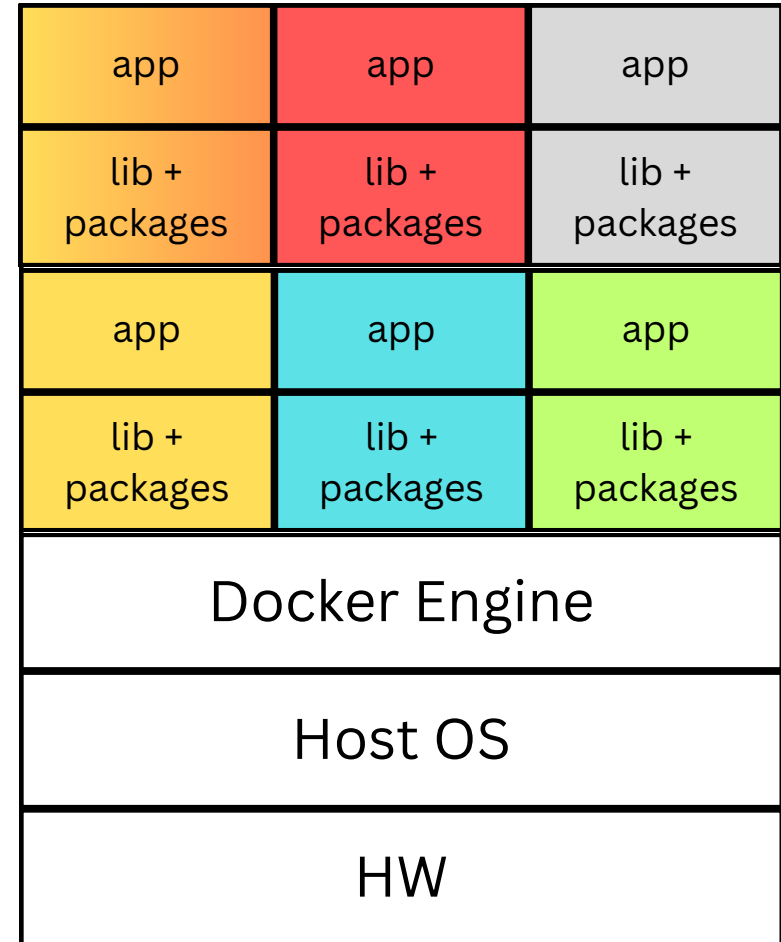 app
app
app
lib +
packages
lib +
packages
lib +
packages
app
app
app
lib +
packages
lib +
packages
lib +
packages
Docker Engine
Host OS
HW